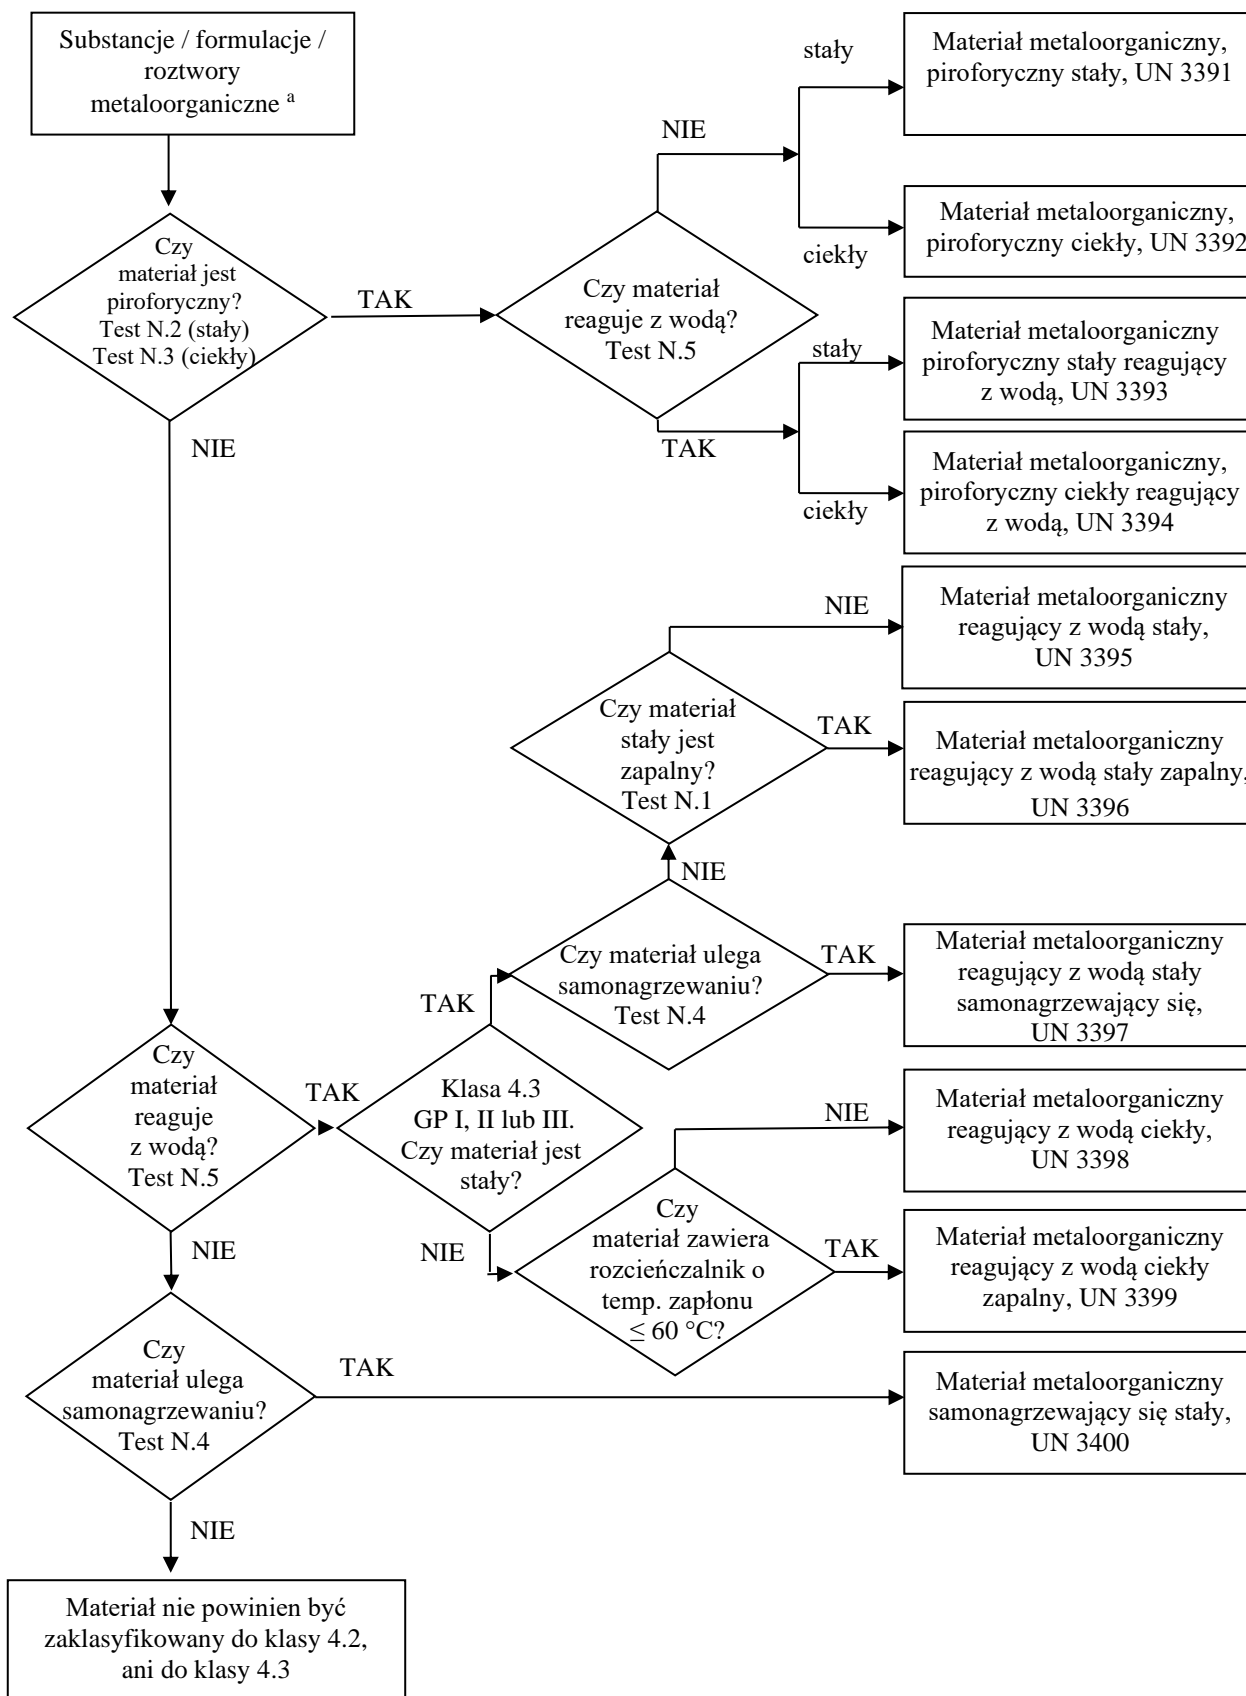 Substancje / formulacje /
roztwory
metaloorganiczne a
stały
Materiał metaloorganiczny,
piroforyczny stały, UN 3391
NIE
Materiał metaloorganiczny,
piroforyczny ciekły, UN 3392
ciekły
Czy
materiał jest
piroforyczny?
Test N.2 (stały)
Test N.3 (ciekły)
TAK
Czy materiał
reaguje z wodą?
Test N.5
stały
Materiał metaloorganiczny
piroforyczny stały reagujący
z wodą, UN 3393
NIE
TAK
Materiał metaloorganiczny,
piroforyczny ciekły reagujący
z wodą, UN 3394
ciekły
NIE
Materiał metaloorganiczny
reagujący z wodą stały,
UN 3395
Czy materiał
stały jest
zapalny?
Test N.1
TAK
Materiał metaloorganiczny
reagujący z wodą stały zapalny,
UN 3396
NIE
Czy materiał ulega
samonagrzewaniu?
Test N.4
TAK
Materiał metaloorganiczny
reagujący z wodą stały
samonagrzewający się,
UN 3397
TAK
Czy
materiał
reaguje
z wodą?
Test N.5
TAK
Klasa 4.3
GP I, II lub III.
Czy materiał jest
stały?
NIE
Materiał metaloorganiczny
reagujący z wodą ciekły,
UN 3398
NIE
NIE
Czy
materiał zawiera
rozcieńczalnik o
temp. zapłonu
≤ 60 °C?
TAK
Materiał metaloorganiczny
reagujący z wodą ciekły
zapalny, UN 3399
Czy
materiał ulega
samonagrzewaniu?
Test N.4
TAK
Materiał metaloorganiczny
samonagrzewający się stały,
UN 3400
NIE
Materiał nie powinien być
zaklasyfikowany do klasy 4.2,
ani do klasy 4.3